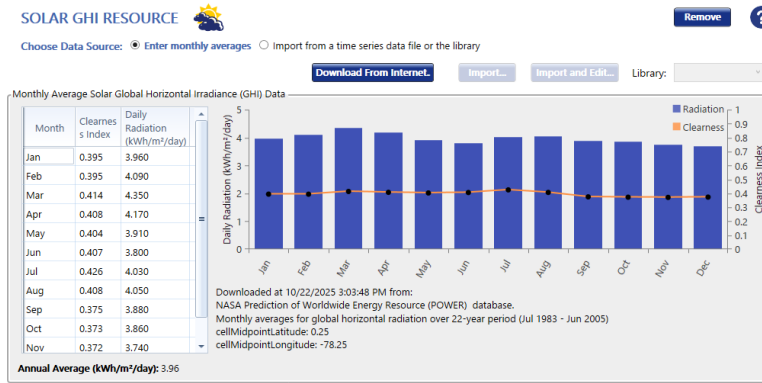 SOLAR GHI RESOURCE
Remove
?
Choose Data Source: Enter monthly averages Import from a time series data file or the library
Download From Internet. Import... Import and Edit... Library:
Monthly Average Solar Global Horizontal Irradiance (GHI) Data
Month Clearnes s Index Daily Radiation (kWh/m²/day)
Jan 0.395 3.960
Feb 0.395 4.090
Mar 0.414 4.350
Apr 0.408 4.170
May 0.404 3.910
Jun 0.407 3.800
Jul 0.426 4.030
Aug 0.408 4.050
Sep 0.375 3.880
Oct 0.373 3.860
Nov 0.372 3.740
Annual Average (kWh/m²/day): 3.96
Daily Radiation (kWh/m²/day)
5
4
3
2
1
0
Radiation
Clearness
1
0.9
0.8
0.7
0.6
0.5
0.4
0.3
0.2
0.1
0
Clearness Index
Jan Feb Mar Apr May Jun Jul Aug Sep Oct Nov Dec
Downloaded at 10/22/2025 3:03:48 PM from:
NASA Prediction of Worldwide Energy Resource (POWER) database.
Monthly averages for global horizontal radiation over 22-year period (Jul 1983 - Jun 2005)
cellMidpointLatitude: 0.25
cellMidpointLongitude: -78.25